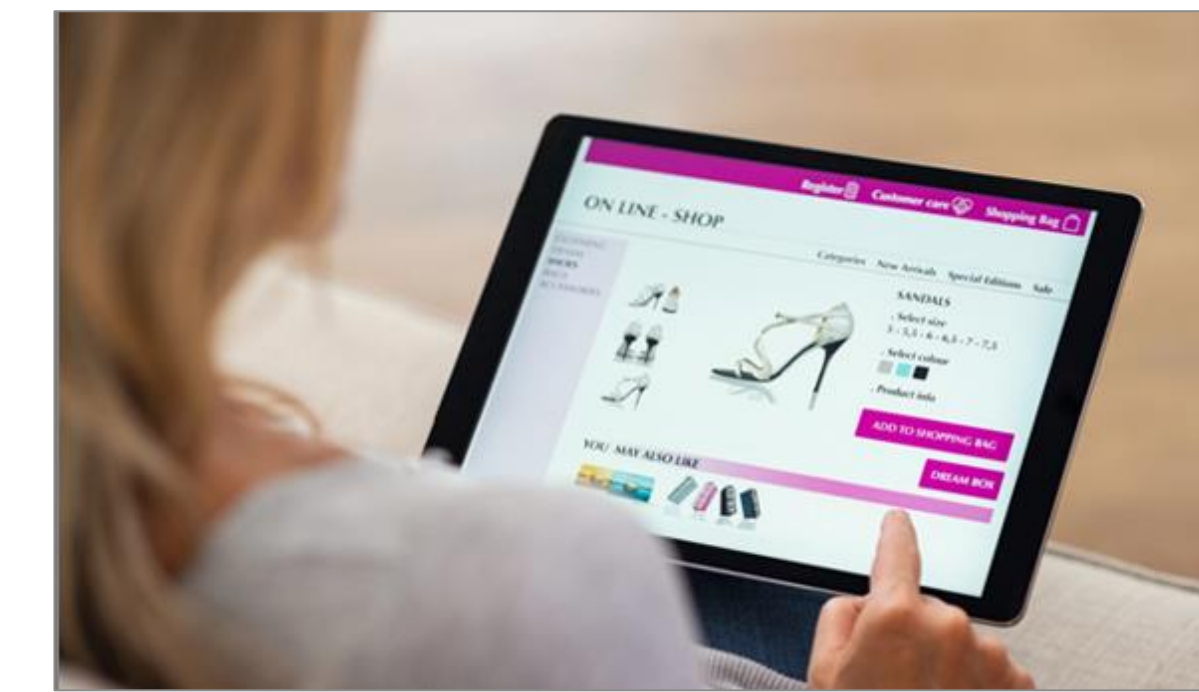 Register Customer care Shopping Bag
ON LINE - SHOP
Categories New Arrivals Special Editions Sale
SHOES
ACCESSORIES
SANDALS
. Select size
5 - 5,5 - 6 - 6,5 - 7 - 7,5
. Select colour
. Product info
ADD TO SHOPPING BAG
DREAM BOX
YOU MAY ALSO LIKE